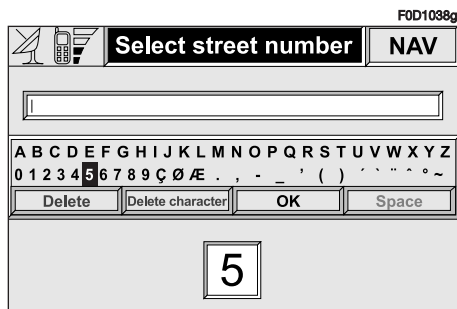 F0D1038g
Select street number NAV
A B C D E F G H I J K L M N O P Q R S T U V W X Y Z
0 1 2 3 4 5 6 7 8 9 Ç Ø Æ . , - _ ’ ( ) ´ ` ¨ ^ ° ~
Delete Delete character OK Space
5